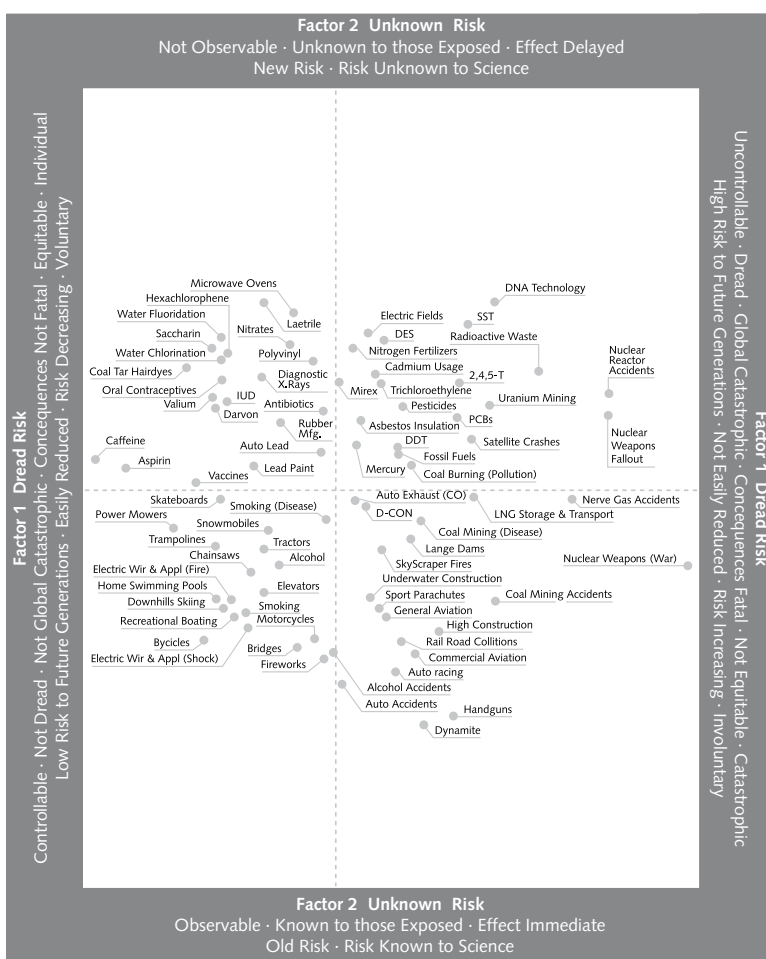 Factor 2 Unknown Risk
Not Observable · Unknown to those Exposed · Effect Delayed
New Risk · Risk Unknown to Science
Factor 1 Dread Risk
Controllable · Not Dread · Not Global Catastrophic · Concequences Not Fatal · Equitable · Individual
Low Risk to Future Generations · Easily Reduced · Risk Decreasing · Voluntary
Microwave Ovens
Hexachlorophene
Water Fluoridation
Laetrile
Saccharin
Nitrates
Water Chlorination
Polyvinyl
Coal Tar Hairdyes
Diagnostic
X.Rays
Oral Contraceptives
Valium
IUD
Darvon
Antibiotics
Rubber
Mfg.
Caffeine
Auto Lead
Aspirin
Lead Paint
Vaccines
DNA Technology
Electric Fields
SST
DES
Radioactive Waste
Nitrogen Fertilizers
Nuclear
Reactor
Accidents
Cadmium Usage
2,4,5-T
Mirex
Trichloroethylene
Uranium Mining
Pesticides
PCBs
Asbestos Insulation
Nuclear
Weapons
Fallout
DDT
Satellite Crashes
Fossil Fuels
Mercury
Coal Burning (Pollution)
Skateboards
Smoking (Disease)
Power Mowers
Snowmobiles
Trampolines
Tractors
Chainsaws
Alcohol
Electric Wir & Appl (Fire)
Home Swimming Pools
Elevators
Downhills Skiing
Smoking
Recreational Boating
Motorcycles
Bycicles
Bridges
Electric Wir & Appl (Shock)
Fireworks
Auto Exhaust (CO)
Nerve Gas Accidents
D-CON
LNG Storage & Transport
Coal Mining (Disease)
Large Dams
SkyScraper Fires
Nuclear Weapons (War)
Underwater Construction
Sport Parachutes
Coal Mining Accidents
General Aviation
High Construction
Rail Road Collitions
Commercial Aviation
Auto racing
Alcohol Accidents
Auto Accidents
Handguns
Dynamite
Uncontrollable · Dread · Global Catastrophic · Concequences Fatal · Not Equitable · Catastrophic
High Risk to Future Generations · Not Easily Reduced · Risk Increasing · Involuntary
Factor 1 Dread Risk
Factor 2 Unknown Risk
Observable · Known to those Exposed · Effect Immediate
Old Risk · Risk Known to Science